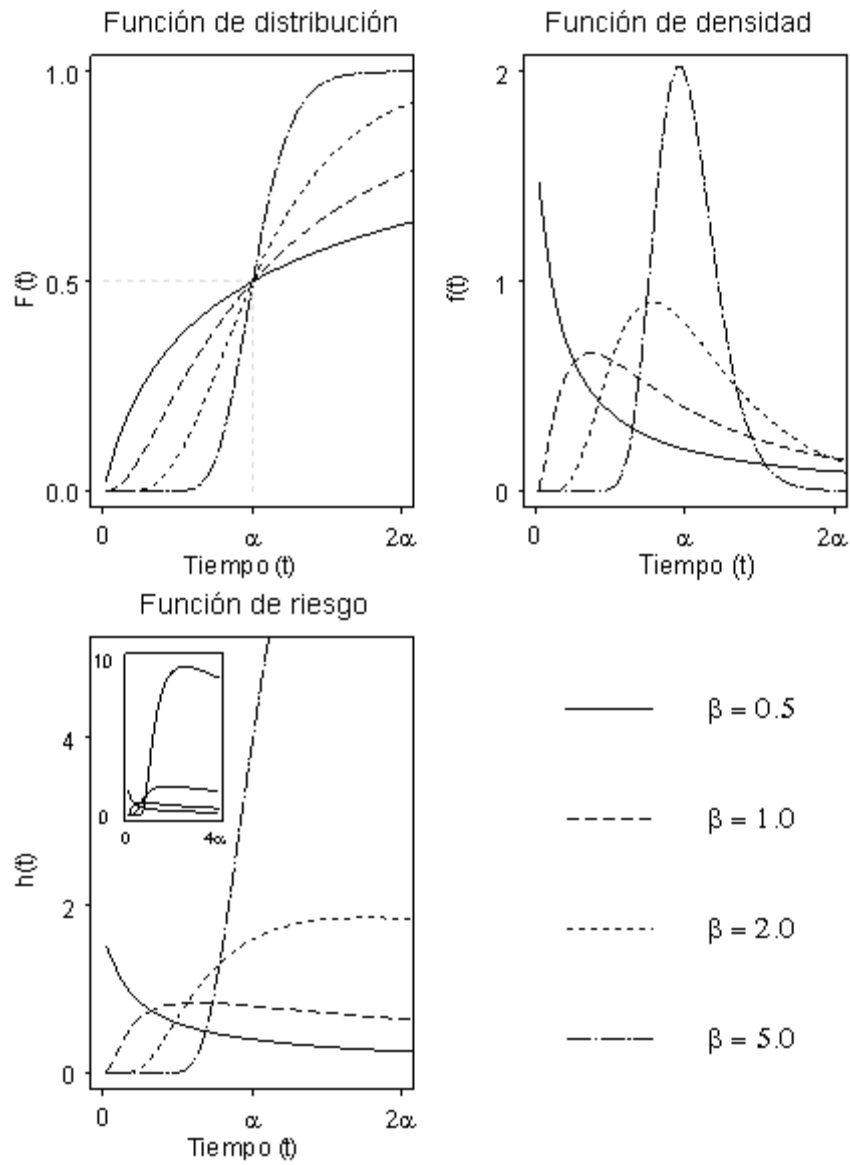 Función de distribución
1.0
0.5
0.0
F(t)
0
α
2α
Tiempo (t)
Función de densidad
2
1
0
f(t)
0
α
2α
Tiempo (t)
Función de riesgo
4
2
0
h(t)
10
0
0
4α
0
α
2α
Tiempo (t)
β = 0.5
β = 1.0
β = 2.0
β = 5.0